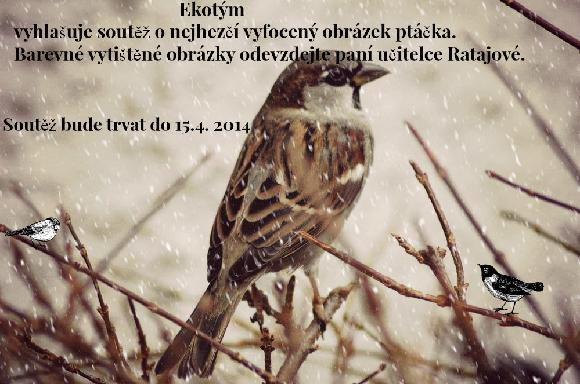 Ekotým
vyhlašuje soutěž o nejhezčí vyfocený obrázek ptáčka.
Barevné vytištěné obrázky odevzdejte paní učitelce Ratajové.
Soutěž bude trvat do 15.4. 2014